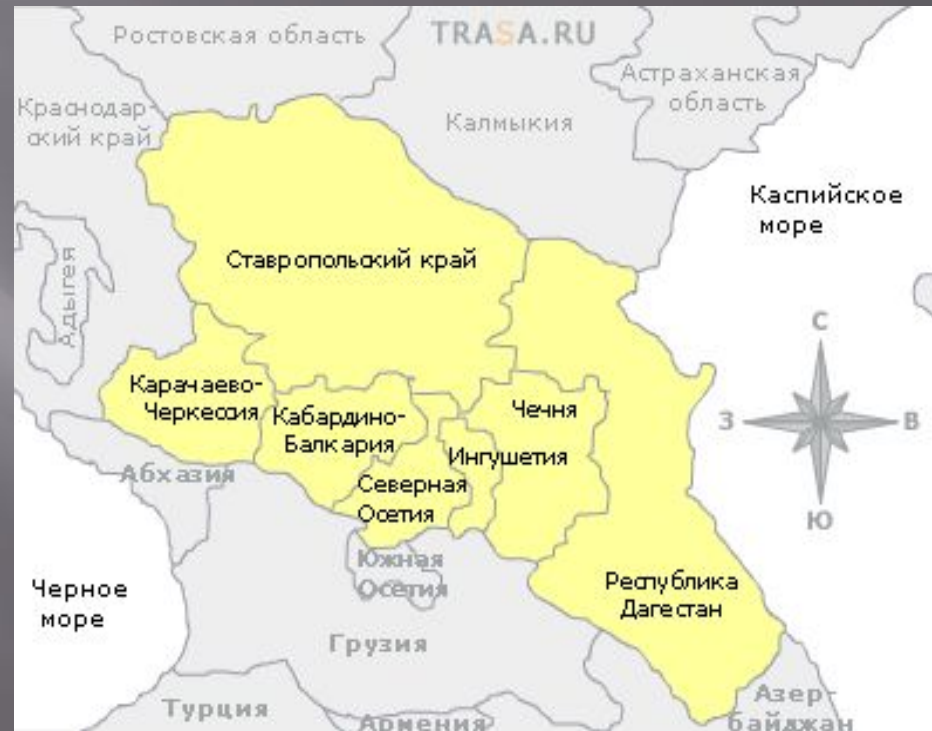 Ростовская область
TRASA.RU
Астраханская
область
Краснодар-
ский край
Калмыкия
Каспийское
море
Ставропольский край
Адыгея
С
Карачаево-
Черкессия
Кабардино-
Балкария
Чечня
З
В
Ингушетия
Абхазия
Северная
Осетия
Ю
Южная
Осетия
Черное
море
Республика
Дагестан
Грузия
Турция
Армения
Азер-
байджан